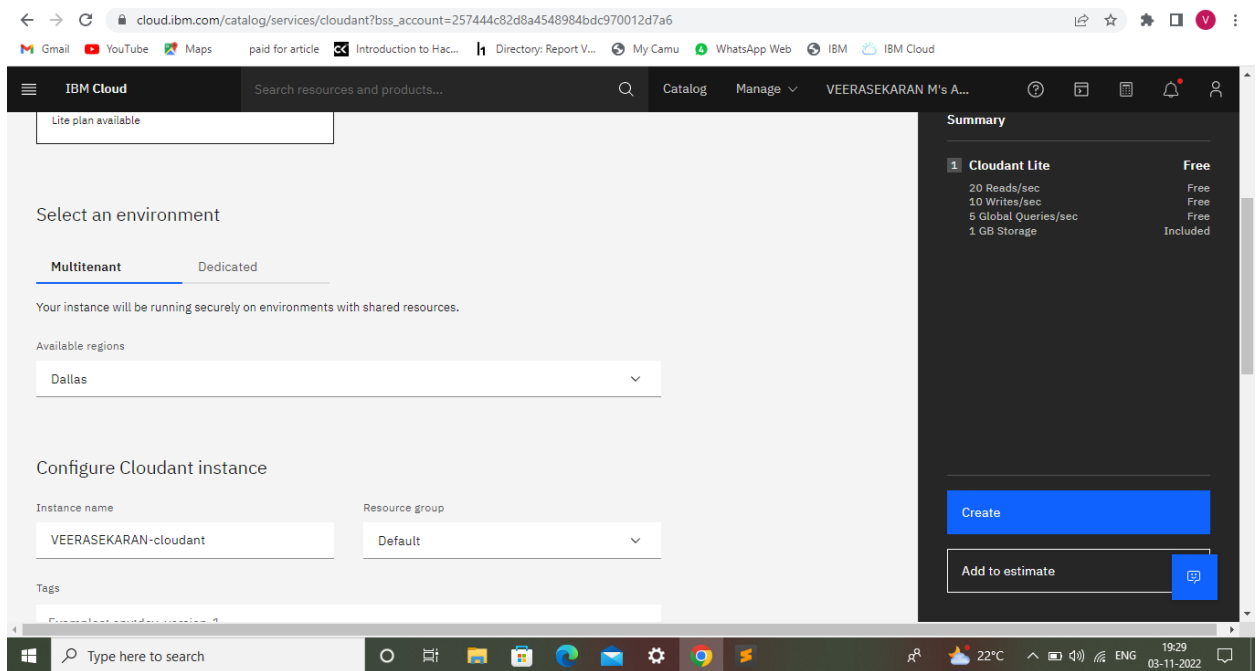 cloud.ibm.com/catalog/services/cloudant?bss_account=257444c82d8a4548984bdc970012d7a6
V
Gmail YouTube Maps paid for article CK Introduction to Hac... h Directory: Report V... My Camu 4 WhatsApp Web IBM IBM Cloud
IBM Cloud Search resources and products... Catalog Manage VEERASEKARAN M's A...
Lite plan available
Select an environment
Multitenant Dedicated
Your instance will be running securely on environments with shared resources.
Available regions
Dallas
Configure Cloudant instance
Instance name Resource group
VEERASEKARAN-cloudant Default
Tags
Summary
1 Cloudant Lite Free
20 Reads/sec Free
10 Writes/sec Free
5 Global Queries/sec Free
1 GB Storage Included
Create
Add to estimate
Type here to search 22°C ENG 19:29
03-11-2022